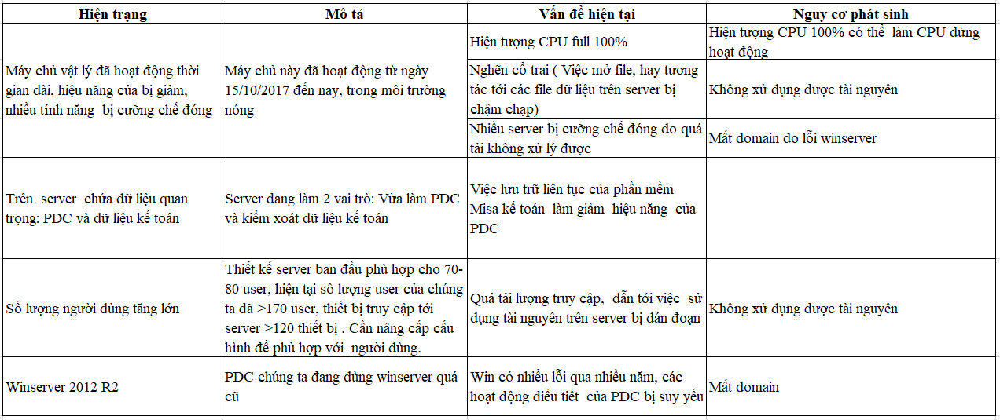 Hiện trạng
Mô tả
Vấn đề hiện tại
Nguy cơ phát sinh
Máy chủ vật lý đã hoạt động thời
gian dài, hiệu năng của bị giảm,
nhiều tính năng bị cưỡng chế đóng
Máy chủ này đã hoạt động từ ngày
15/10/2017 đến nay, trong môi trường
nóng
Hiện tượng CPU full 100%
Hiện tượng CPU 100% có thể làm CPU dừng
hoạt động
Nghẽn cổ trai ( Việc mở file, hay tương
tác tới các file dữ liệu trên server bị
chậm chạp)
Không xử dụng được tài nguyên
Nhiều server bị cưỡng chế đóng do quá
tải không xử lý được
Mất domain do lỗi winserver
Trên server chứa dữ liệu quan
trọng: PDC và dữ liệu kế toán
Server đang làm 2 vai trò: Vừa làm PDC
và kiểm xoát dữ liệu kế toán
Việc lưu trữ liên tục của phần mềm
Misa kế toán làm giảm hiệu năng của
PDC
Số lượng người dùng tăng lớn
Thiết kế server ban đầu phù hợp cho 70-
80 user, hiện tại sô lượng user của chúng
ta đã >170 user, thiết bị truy cập tới
server >120 thiết bị . Cần nâng cấp cấu
hình để phù hợp với người dùng.
Quá tải lượng truy cập, dẫn tới việc sử
dụng tài nguyên trên server bị dán đoạn
Không xử dụng được tài nguyên
Winserver 2012 R2
PDC chúng ta đang dùng winserver quá
cũ
Win có nhiều lỗi qua nhiều năm, các
hoạt động điều tiết của PDC bị suy yếu
Mất domain